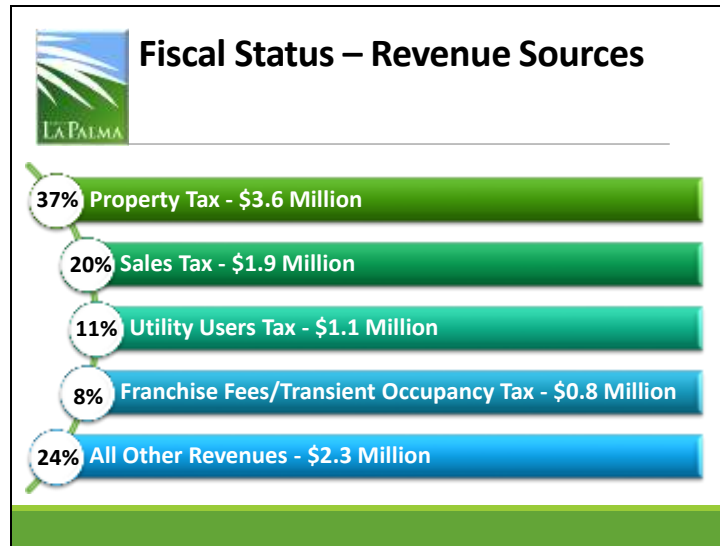 Fiscal Status – Revenue Sources
LA PALMA
37% Property Tax - $3.6 Million
20% Sales Tax - $1.9 Million
11% Utility Users Tax - $1.1 Million
8% Franchise Fees/Transient Occupancy Tax - $0.8 Million
24% All Other Revenues - $2.3 Million